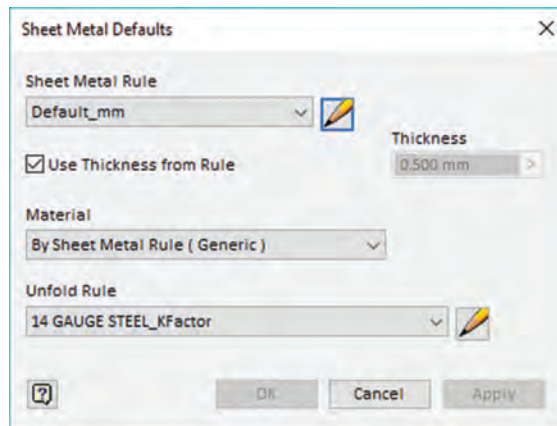 Sheet Metal Defaults
Sheet Metal Rule
Default_mm
Thickness
Use Thickness from Rule
0.500 mm
Material
By Sheet Metal Rule ( Generic )
Unfold Rule
14 GAUGE STEEL_KFactor
OK
Cancel
Apply